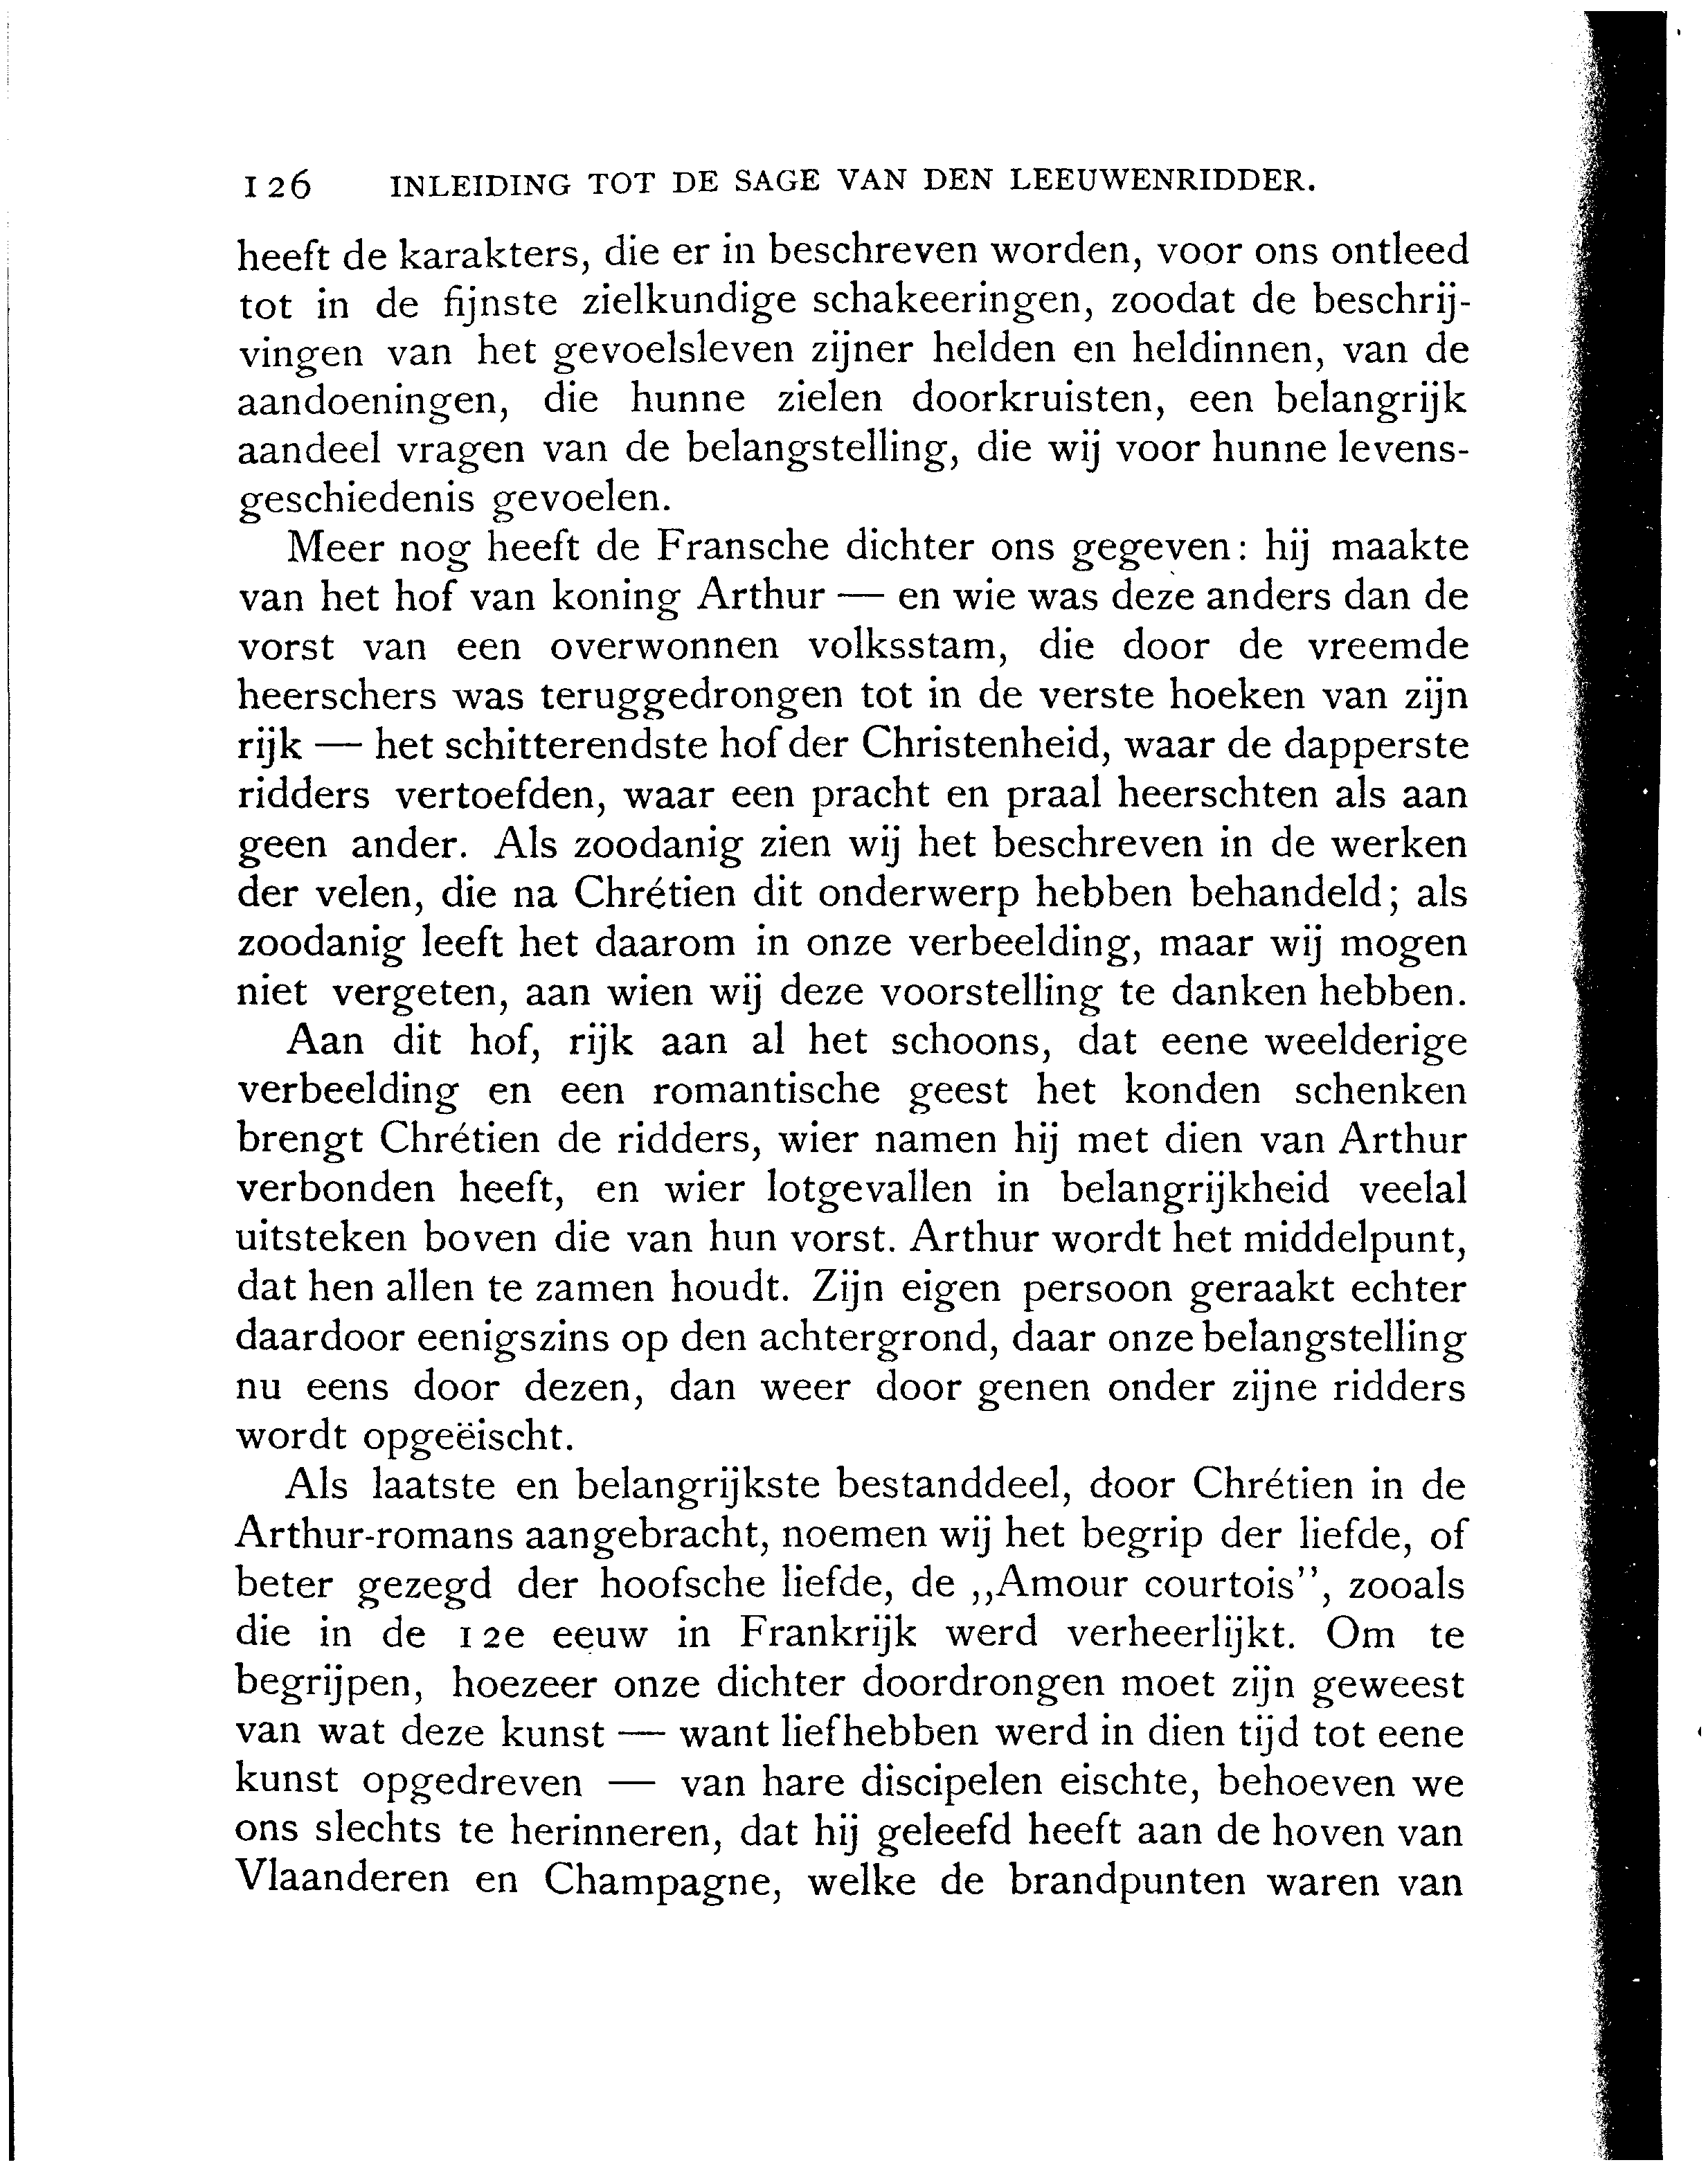 126 INLEIDING TOT DE SAGE VAN DEN LEEUWENRIDDER.
heeft de karakters, die er in beschreven worden, voor ons ontleed
tot in de fijnste zielkundige schakeeringen, zoodat de beschrij-
vingen van het gevoelsleven zijner helden en heldinnen, van de
aandoeningen, die hunne zielen doorkruisten, een belangrijk
aandeel vragen van de belangstelling, die wij voor hunne levens-
geschiedenis gevoelen.
Meer nog heeft de Fransche dichter ons gegeven: hij maakte
van het hof van koning Arthur — en wie was deze anders dan de
vorst van een overwonnen volksstam, die door de vreemde
heerschers was teruggedrongen tot in de verste hoeken van zijn
rijk — het schitterendste hof der Christenheid, waar de dapperste
ridders vertoefden, waar een pracht en praal heerschten als aan
geen ander. Als zoodanig zien wij het beschreven in de werken
der velen, die na Chrétien dit onderwerp hebben behandeld; als
zoodanig leeft het daarom in onze verbeelding, maar wij mogen
niet vergeten, aan wien wij deze voorstelling te danken hebben.
Aan dit hof, rijk aan al het schoons, dat eene weelderige
verbeelding en een romantische geest het konden schenken
brengt Chrétien de ridders, wier namen hij met dien van Arthur
verbonden heeft, en wier lotgevallen in belangrijkheid veelal
uitsteken boven die van hun vorst. Arthur wordt het middelpunt,
dat hen allen te zamen houdt. Zijn eigen persoon geraakt echter
daardoor eenigszins op den achtergrond, daar onze belangstelling
nu eens door dezen, dan weer door genen onder zijne ridders
wordt opgeëischt.
Als laatste en belangrijkste bestanddeel, door Chrétien in de
Arthur-romans aangebracht, noemen wij het begrip der liefde, of
beter gezegd der hoofsche liefde, de ,,Amour courtois’’, zooals
die in de 12e eeuw in Frankrijk werd verheerlijkt. Om te
begrijpen, hoezeer onze dichter doordrongen moet zijn geweest
van wat deze kunst — want liefhebben werd in dien tijd tot eene
kunst opgedreven — van hare discipelen eischte, behoeven we
ons slechts te herinneren, dat hij geleefd heeft aan de hoven van
Vlaanderen en Champagne, welke de brandpunten waren van